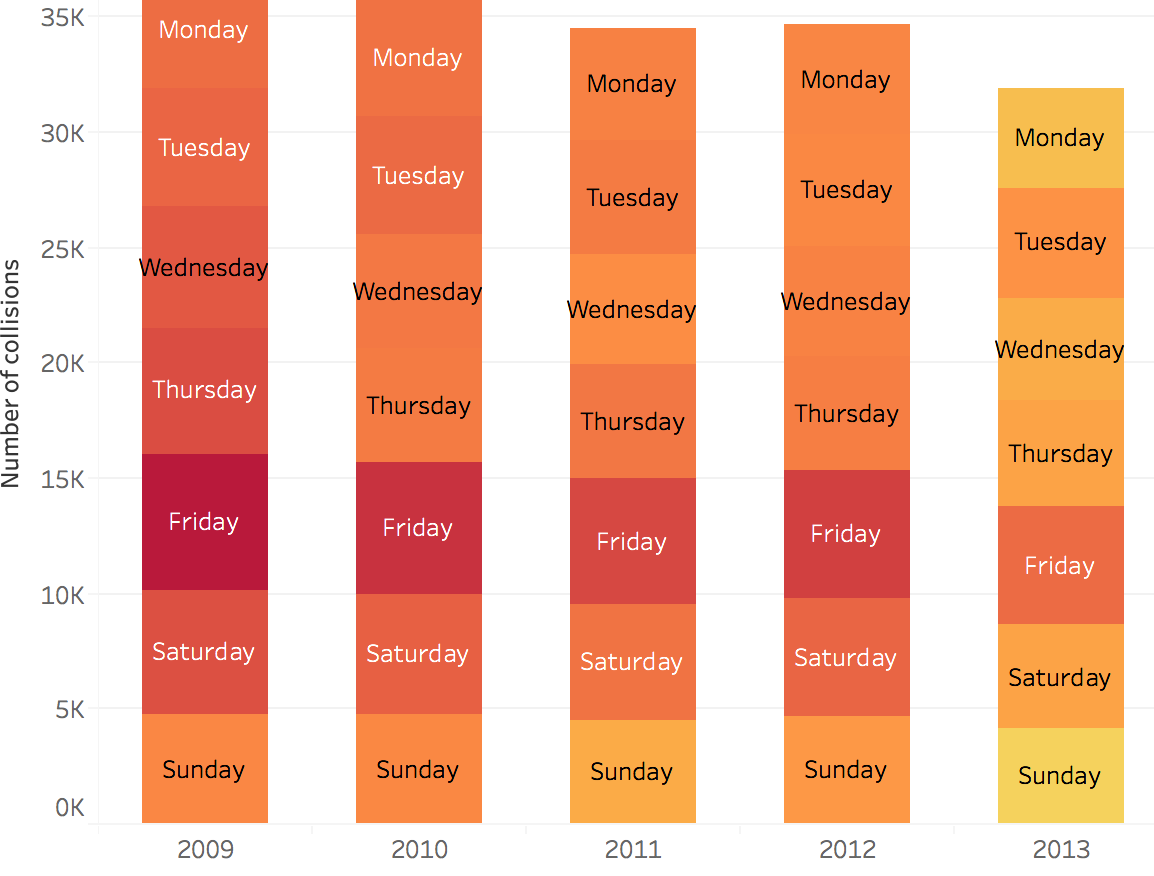 35K
30K
25K
20K
15K
10K
5K
0K
Number of collisions
Monday
Tuesday
Wednesday
Thursday
Friday
Saturday
Sunday
Monday
Tuesday
Wednesday
Thursday
Friday
Saturday
Sunday
Monday
Tuesday
Wednesday
Thursday
Friday
Saturday
Sunday
Monday
Tuesday
Wednesday
Thursday
Friday
Saturday
Sunday
Monday
Tuesday
Wednesday
Thursday
Friday
Saturday
Sunday
2009 2010 2011 2012 2013